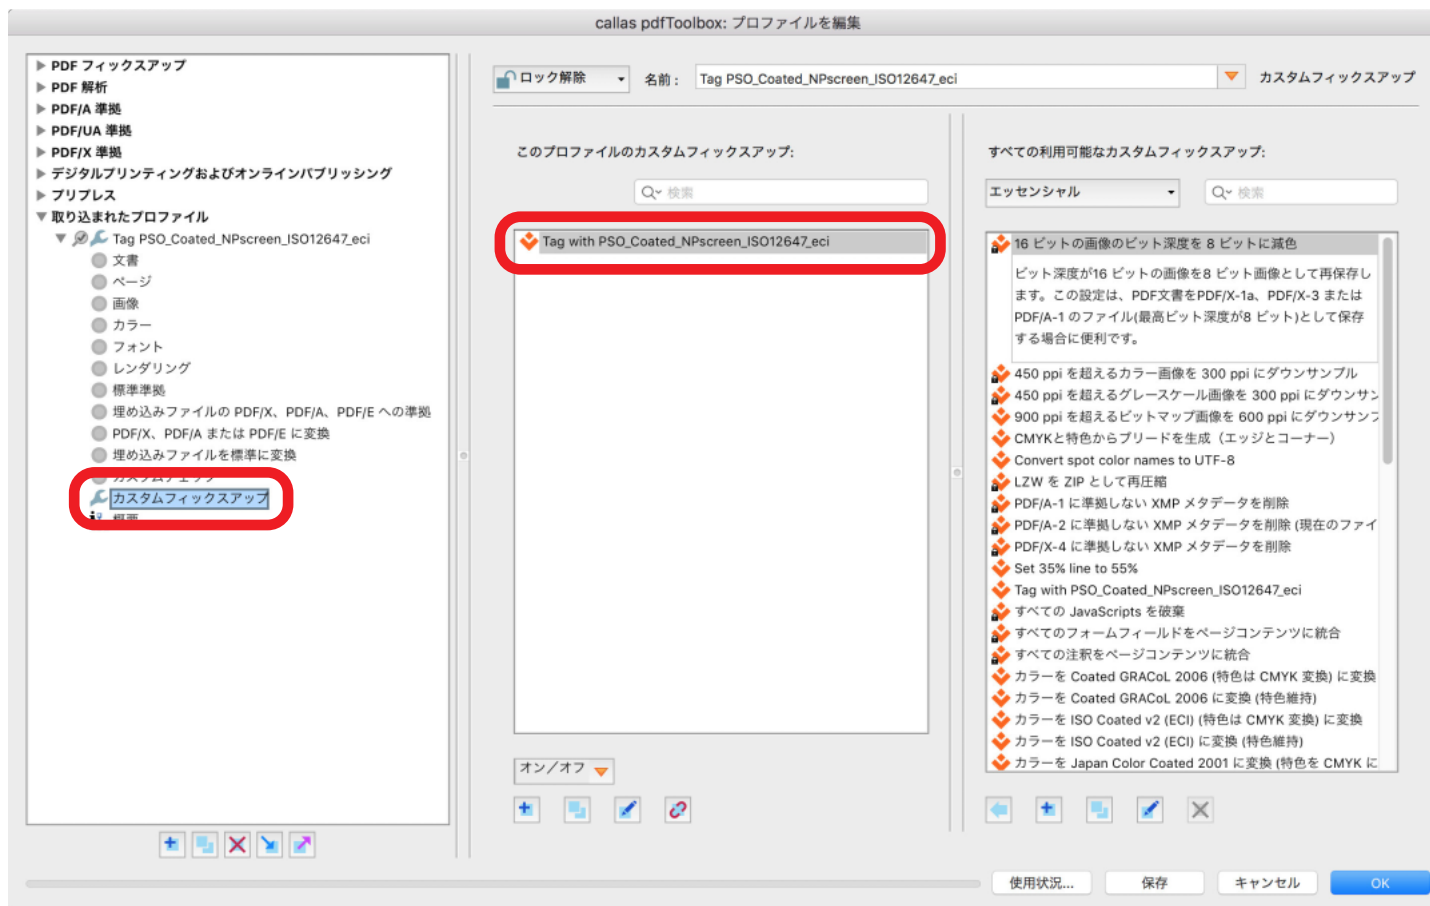 callas pdfToolbox: プロファイルを編集
PDF フィックスアップ
PDF 解析
PDF/A 準拠
PDF/UA 準拠
PDF/X 準拠
デジタルプリンティングおよびオンラインパブリッシング
プリプレス
取り込まれたプロファイル
Tag PSO_Coated_NPscreen_ISO12647_eci
文書
ページ
画像
カラー
フォント
レンダリング
標準準拠
埋め込みファイルの PDF/X、PDF/A、PDF/E への準拠
PDF/X、PDF/A または PDF/E に変換
埋め込みファイルを標準に変換
カスタムチェック
カスタムフィックスアップ
概要
ロック解除
名前 :
Tag PSO_Coated_NPscreen_ISO12647_eci
カスタムフィックスアップ
このプロファイルのカスタムフィックスアップ:
検索
Tag with PSO_Coated_NPscreen_ISO12647_eci
オン／オフ
すべての利用可能なカスタムフィックスアップ:
エッセンシャル
検索
16 ビットの画像のビット深度を 8 ビットに減色
ビット深度が16 ビットの画像を8 ビット画像として再保存し
ます。この設定は、PDF文書をPDF/X-1a、PDF/X-3 または
PDF/A-1 のファイル(最高ビット深度が8 ビット)として保存
する場合に便利です。
450 ppi を超えるカラー画像を 300 ppi にダウンサンプル
450 ppi を超えるグレースケール画像を 300 ppi にダウンサン
900 ppi を超えるビットマップ画像を 600 ppi にダウンサンプ
CMYKと特色からブリードを生成（エッジとコーナー）
Convert spot color names to UTF-8
LZW を ZIP として再圧縮
PDF/A-1 に準拠しない XMP メタデータを削除
PDF/A-2 に準拠しない XMP メタデータを削除 (現在のファイ
PDF/X-4 に準拠しない XMP メタデータを削除
Set 35% line to 55%
Tag with PSO_Coated_NPscreen_ISO12647_eci
すべての JavaScripts を破棄
すべてのフォームフィールドをページコンテンツに統合
すべての注釈をページコンテンツに統合
カラーを Coated GRACoL 2006 (特色は CMYK 変換) に変換
カラーを Coated GRACoL 2006 に変換 (特色維持)
カラーを ISO Coated v2 (ECI) (特色は CMYK 変換) に変換
カラーを ISO Coated v2 (ECI) に変換 (特色維持)
カラーを Japan Color Coated 2001 に変換 (特色を CMYK に
使用状況...
保存
キャンセル
OK